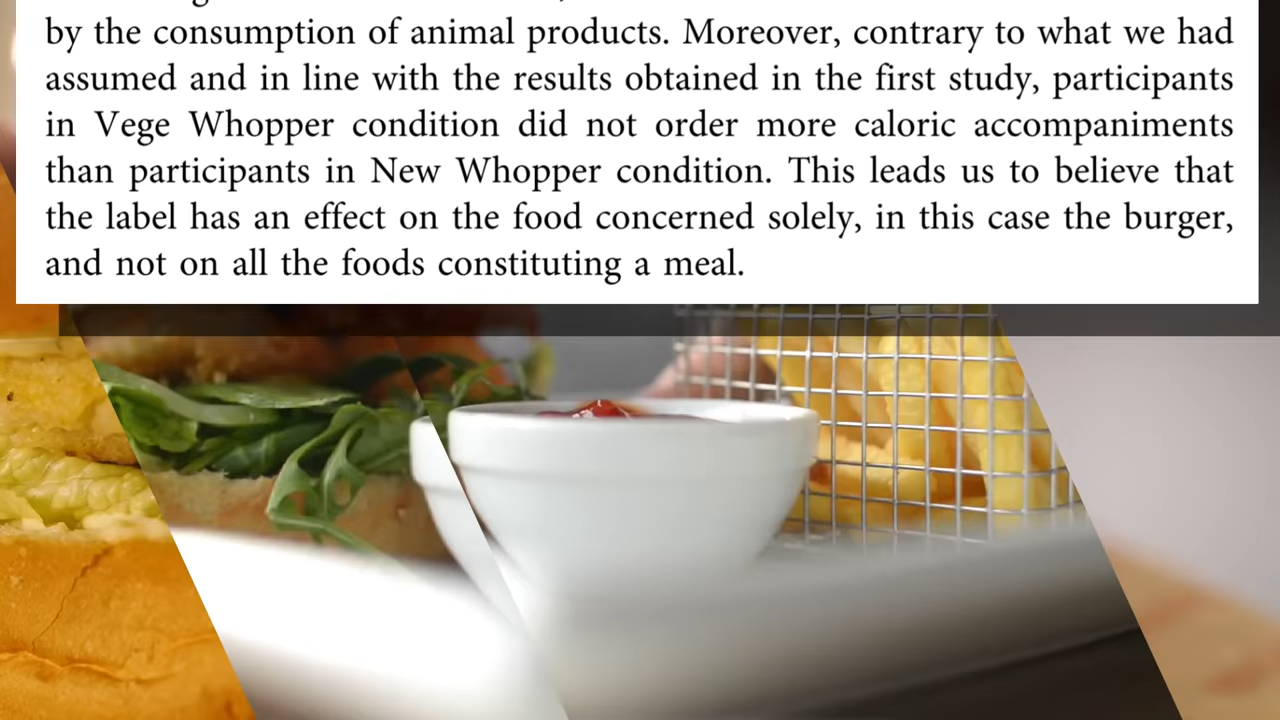 by the consumption of animal products. Moreover, contrary to what we had
assumed and in line with the results obtained in the first study, participants
in Vege Whopper condition did not order more caloric accompaniments
than participants in New Whopper condition. This leads us to believe that
the label has an effect on the food concerned solely, in this case the burger,
and not on all the foods constituting a meal.